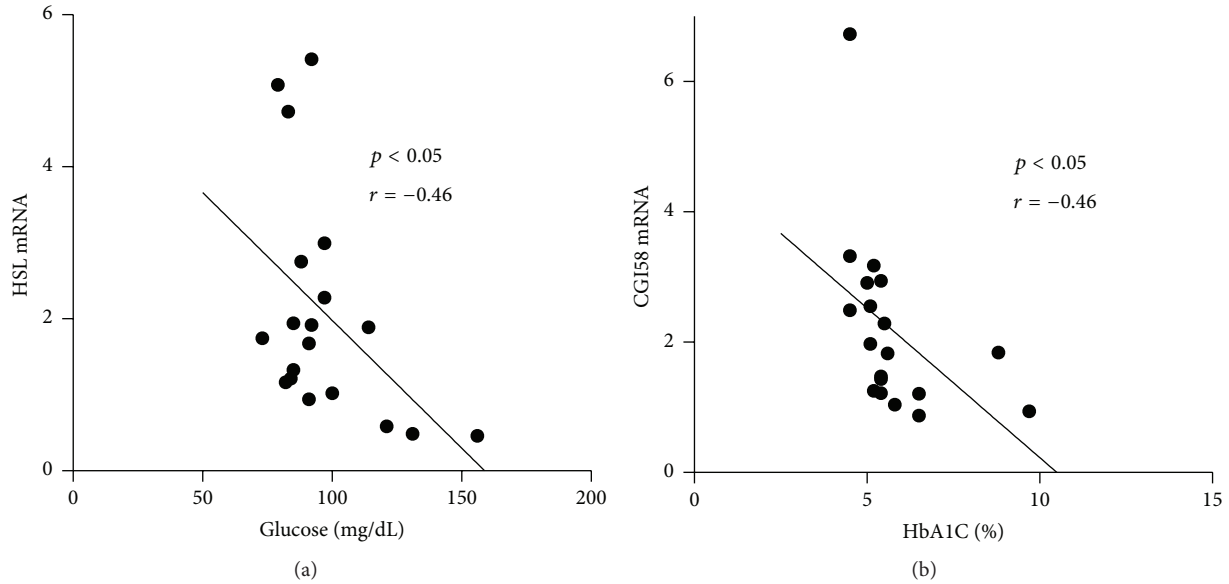 6
4
2
0
HSL mRNA
p < 0.05
r = −0.46
0
50
100
150
200
Glucose (mg/dL)
(a)
6
4
2
0
CGI58 mRNA
p < 0.05
r = −0.46
0
5
10
15
HbA1C (%)
(b)